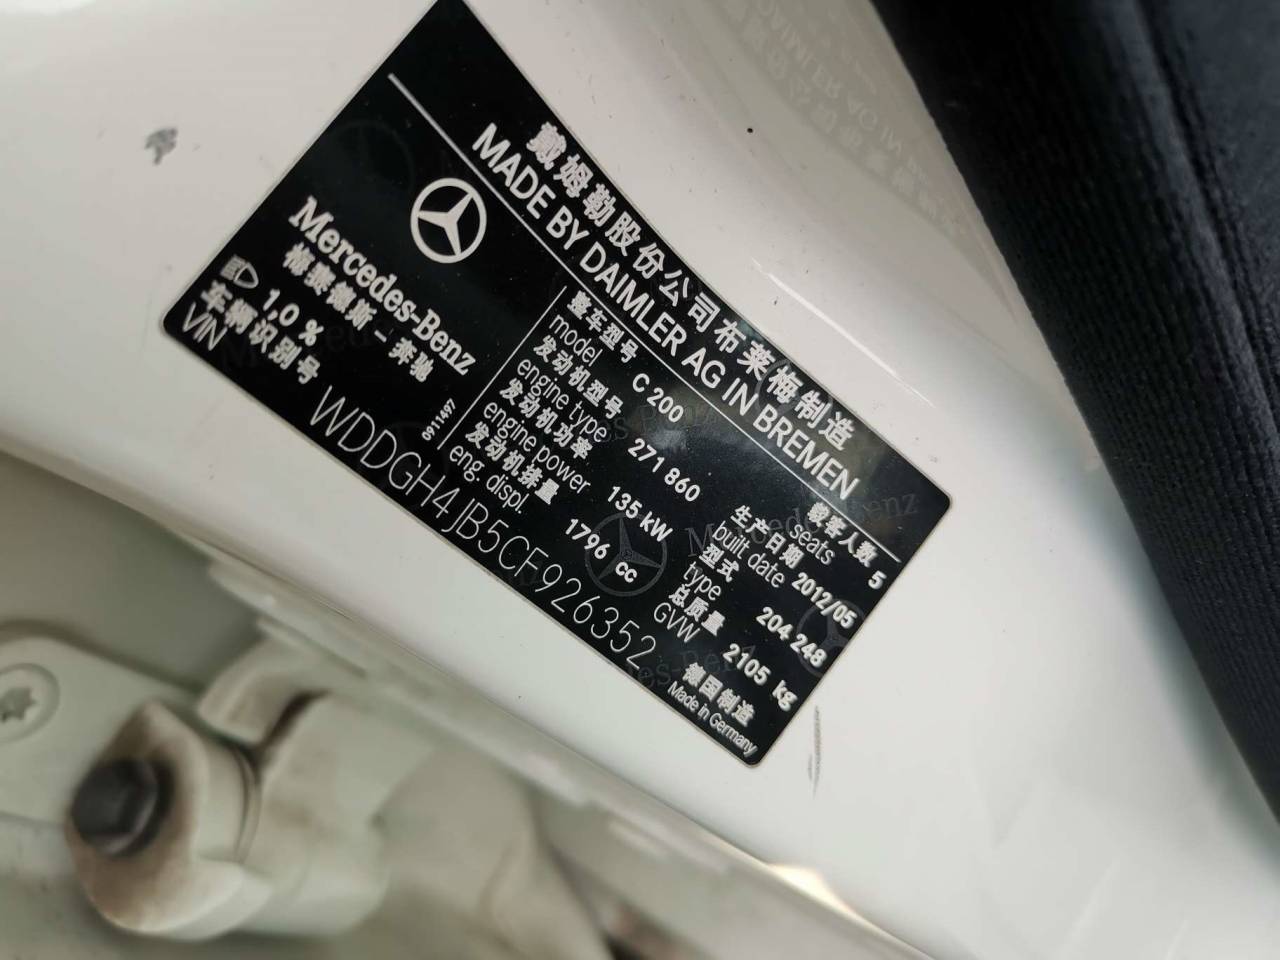 戴姆勒股份公司布莱梅制造
MADE BY DAIMLER AG IN BREMEN
Mercedes-Benz
梅赛德斯-奔驰
1,0 %
整车型号
model C 200
发动机型号
engine type 271 860
发动机功率
engine power 135 kW
发动机排量
eng. displ. 1796 cc
载客人数
seats 5
生产日期
built date 2012/05
型式
type 204 248
总质量
GVW 2105 kg
S 11497
车辆识别号
VIN WDDGH4JB5CF926352
德国制造
Made in Germany